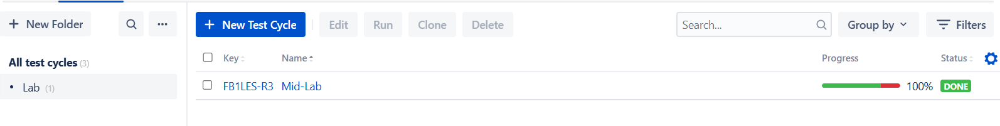 New Folder
New Test Cycle
Edit
Run
Clone
Delete
Search...
Group by
Filters
All test cycles (3)
Lab (1)
Key
Name
Progress
Status
FB1LES-R3
Mid-Lab
100%
DONE